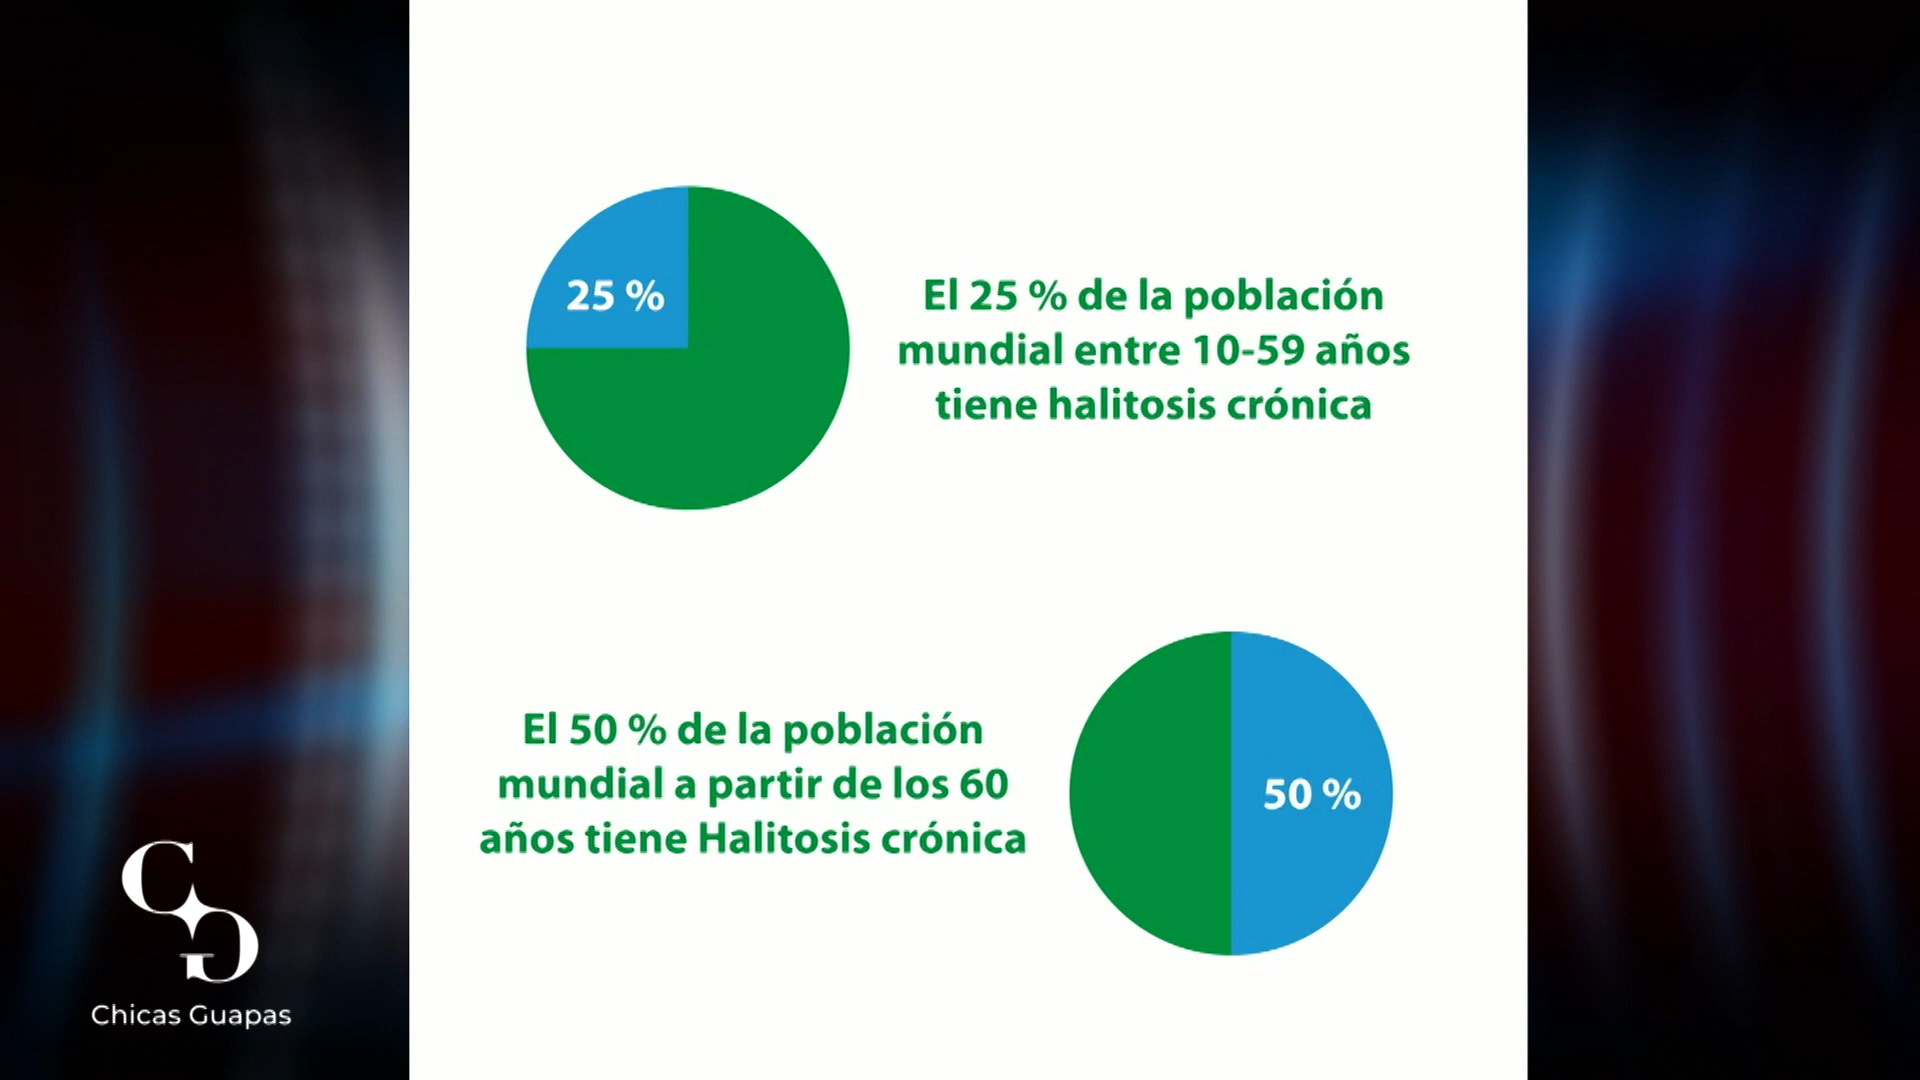 25 %
El 25 % de la población
mundial entre 10-59 años
tiene halitosis crónica
El 50 % de la población
mundial a partir de los 60
años tiene Halitosis crónica
50 %
CG
Chicas Guapas